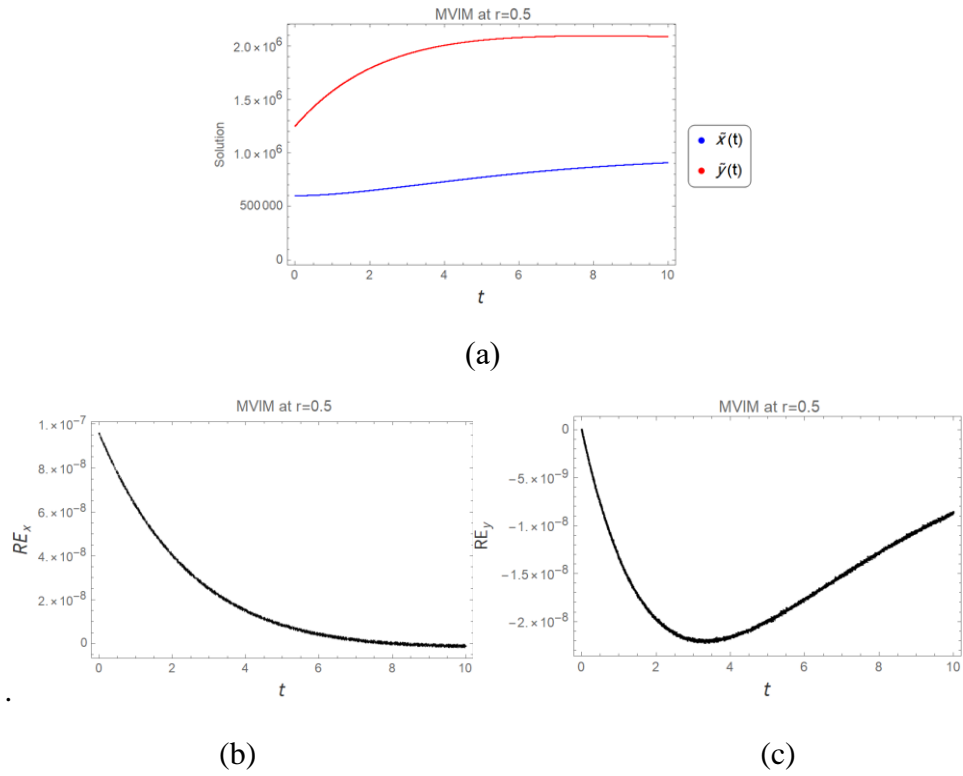 MVIM at r=0.5
2.0×10⁶
1.5×10⁶
1.0×10⁶
500 000
0
Solution
0 2 4 6 8 10
t
x̃(t)
ỹ(t)
(a)
MVIM at r=0.5
1.×10⁻⁷
8.×10⁻⁸
6.×10⁻⁸
4.×10⁻⁸
2.×10⁻⁸
0
REₓ
0 2 4 6 8 10
t
MVIM at r=0.5
0
−5.×10⁻⁹
−1.×10⁻⁸
−1.5×10⁻⁸
−2.×10⁻⁸
RE_y
0 2 4 6 8 10
t
.
(b) (c)